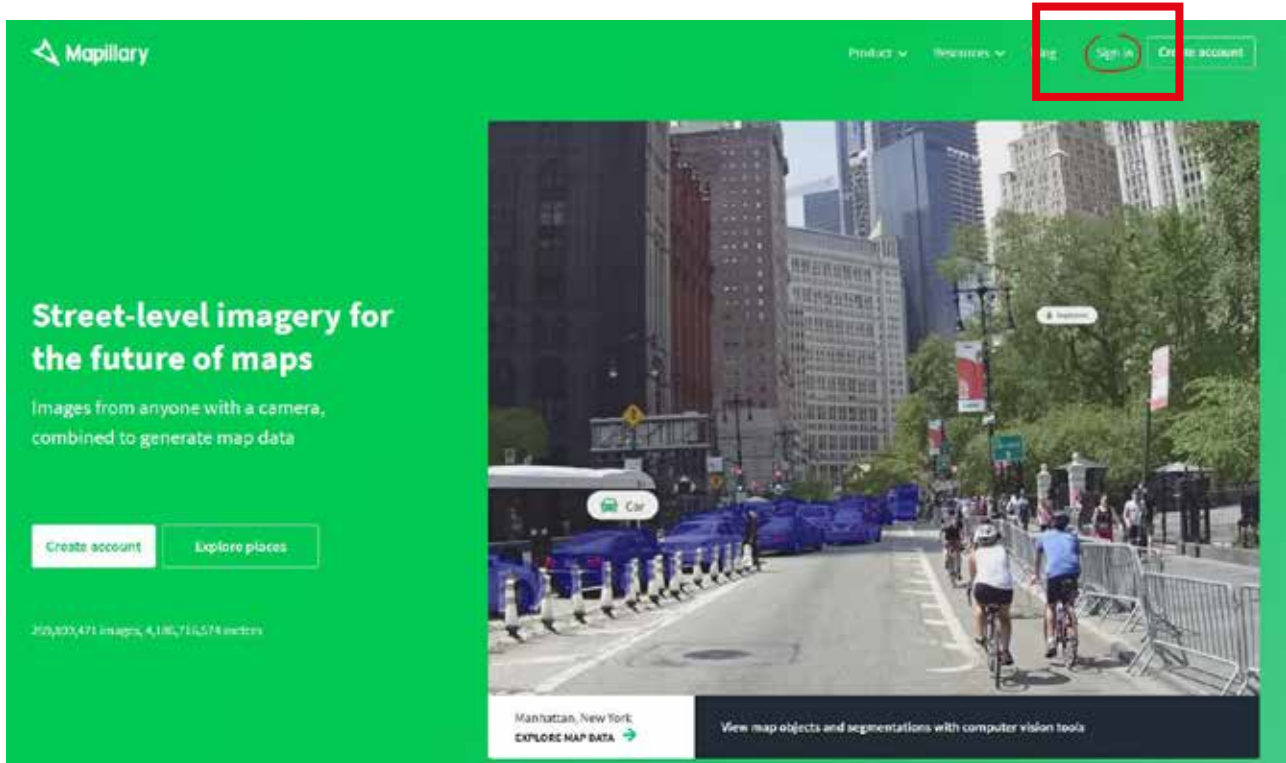 Mapillary
Product Resources Blog Sign in Create account
Street-level imagery for
the future of maps
Images from anyone with a camera,
combined to generate map data
Car
Create account Explore places
Manhattan, New York
EXPLORE MAP DATA
View map objects and segmentations with computer vision tools